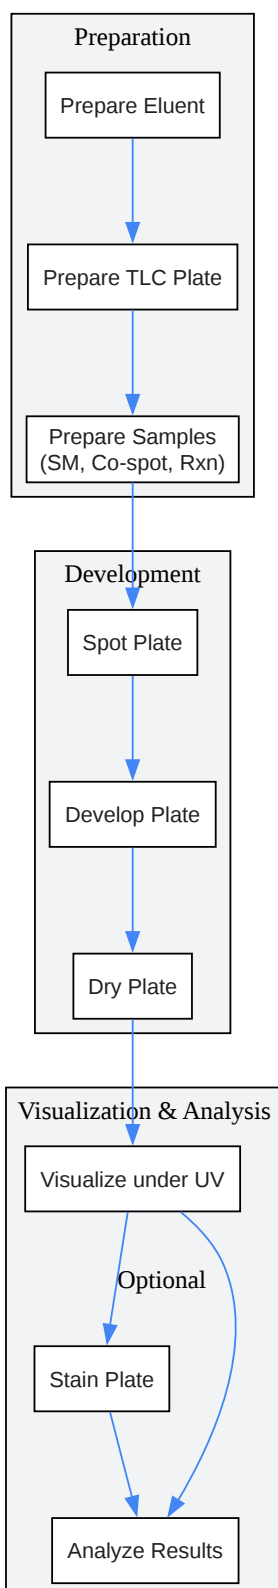 Preparation
Prepare Eluent
Prepare TLC Plate
Prepare Samples
(SM, Co-spot, Rxn)
Development
Spot Plate
Develop Plate
Dry Plate
Visualization & Analysis
Visualize under UV
Optional
Stain Plate
Analyze Results